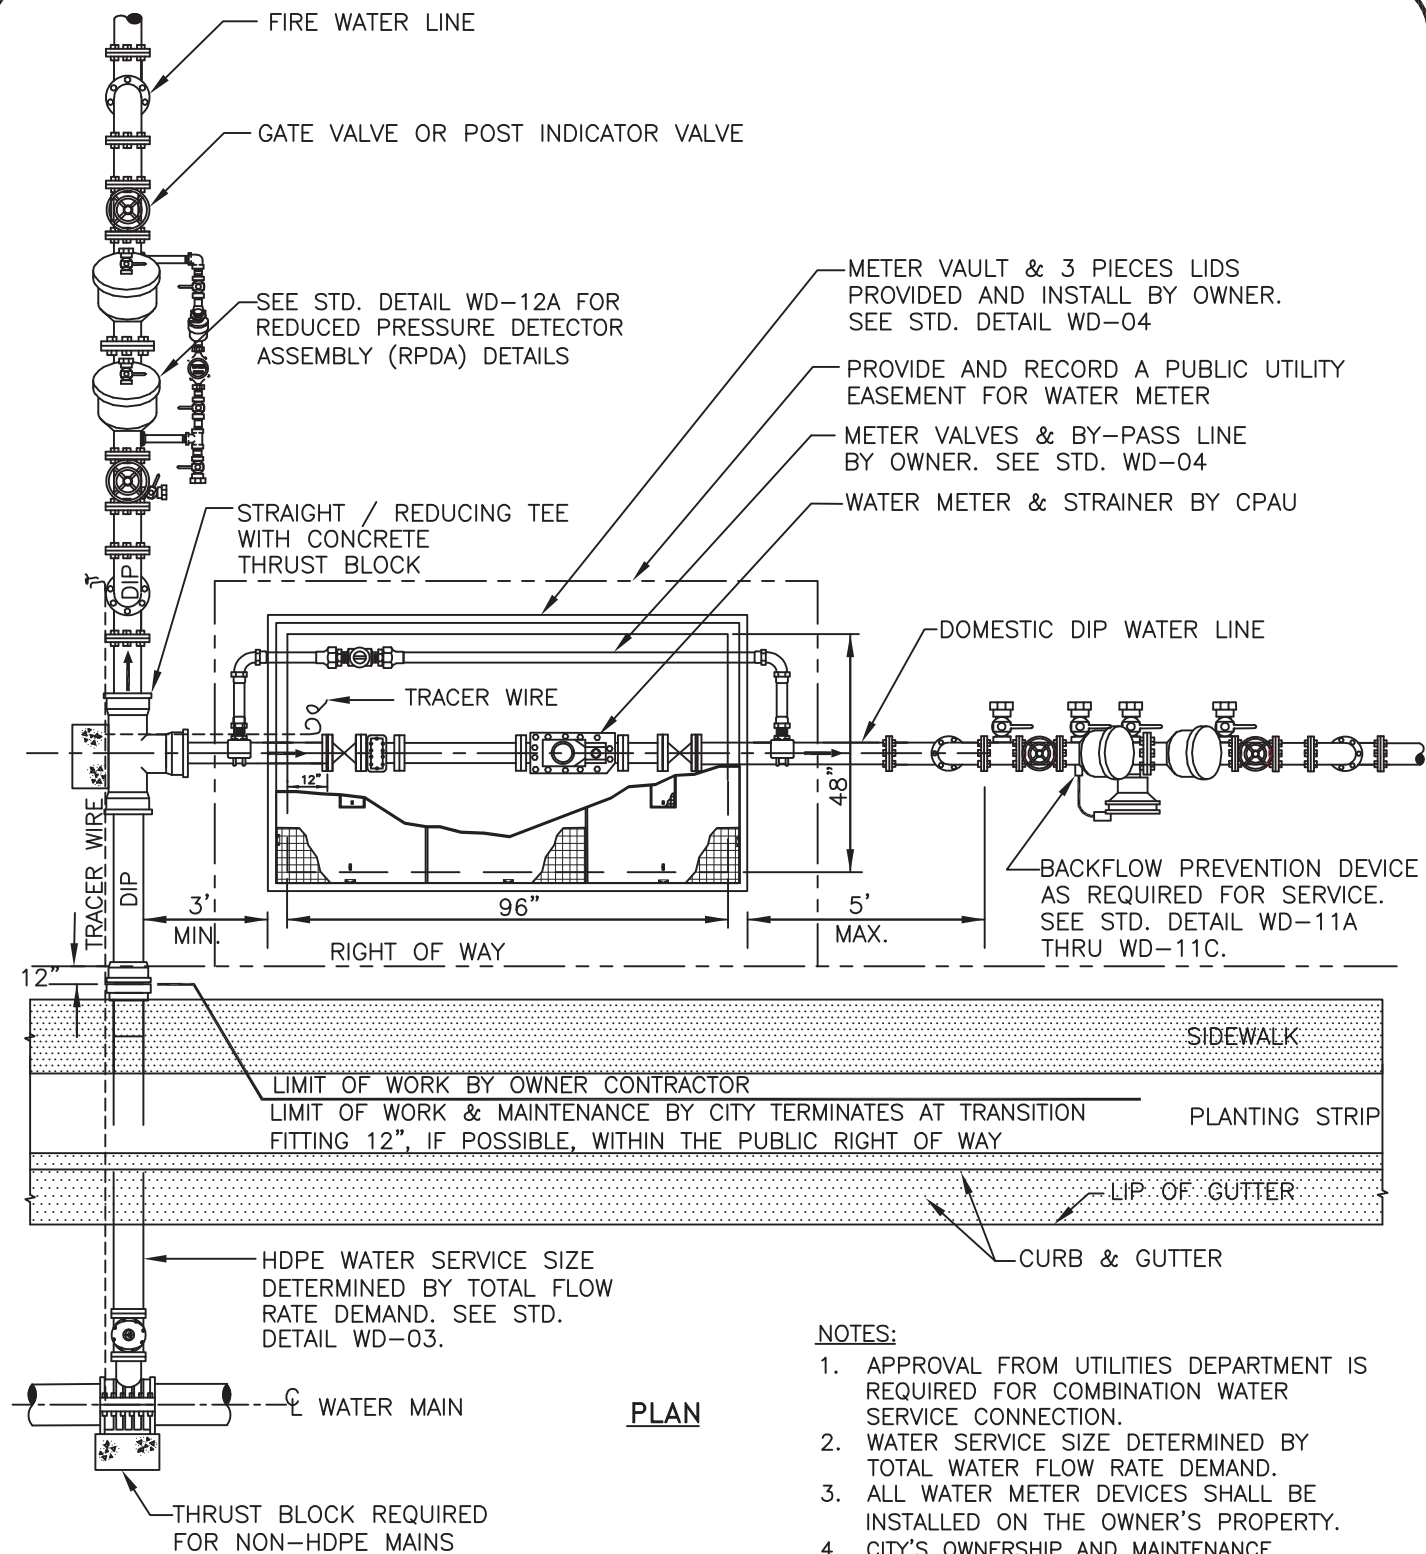 FIRE WATER LINE
GATE VALVE OR POST INDICATOR VALVE
SEE STD. DETAIL WD-12A FOR
REDUCED PRESSURE DETECTOR
ASSEMBLY (RPDA) DETAILS
METER VAULT & 3 PIECES LIDS
PROVIDED AND INSTALL BY OWNER.
SEE STD. DETAIL WD-04
PROVIDE AND RECORD A PUBLIC UTILITY
EASEMENT FOR WATER METER
METER VALVES & BY-PASS LINE
BY OWNER. SEE STD. WD-04
WATER METER & STRAINER BY CPAU
STRAIGHT / REDUCING TEE
WITH CONCRETE
THRUST BLOCK
DIP
DOMESTIC DIP WATER LINE
TRACER WIRE
12"
48"
TRACER WIRE
DIP
3'
MIN.
96"
5'
MAX.
BACKFLOW PREVENTION DEVICE
AS REQUIRED FOR SERVICE.
SEE STD. DETAIL WD-11A
THRU WD-11C.
RIGHT OF WAY
12"
SIDEWALK
LIMIT OF WORK BY OWNER CONTRACTOR
LIMIT OF WORK & MAINTENANCE BY CITY TERMINATES AT TRANSITION
FITTING 12", IF POSSIBLE, WITHIN THE PUBLIC RIGHT OF WAY
PLANTING STRIP
LIP OF GUTTER
CURB & GUTTER
HDPE WATER SERVICE SIZE
DETERMINED BY TOTAL FLOW
RATE DEMAND. SEE STD.
DETAIL WD-03.
℄ WATER MAIN
PLAN
THRUST BLOCK REQUIRED
FOR NON-HDPE MAINS
NOTES:
1. APPROVAL FROM UTILITIES DEPARTMENT IS
REQUIRED FOR COMBINATION WATER
SERVICE CONNECTION.
2. WATER SERVICE SIZE DETERMINED BY
TOTAL WATER FLOW RATE DEMAND.
3. ALL WATER METER DEVICES SHALL BE
INSTALLED ON THE OWNER'S PROPERTY.
4. CITY'S OWNERSHIP AND MAINTENANCE